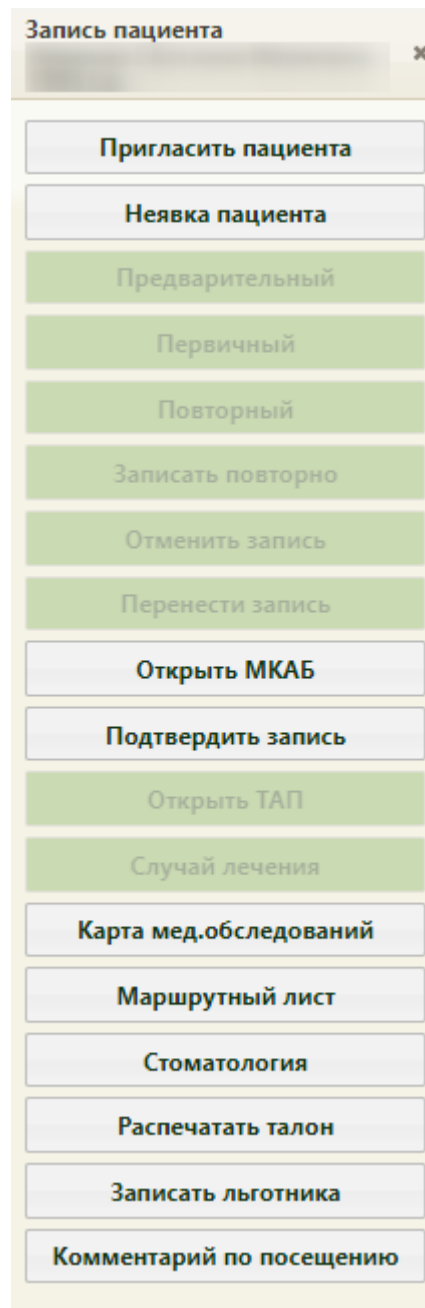 Запись пациента
Пригласить пациента
Неявка пациента
Предварительный
Первичный
Повторный
Записать повторно
Отменить запись
Перенести запись
Открыть МКАБ
Подтвердить запись
Открыть ТАП
Случай лечения
Карта мед.обследований
Маршрутный лист
Стоматология
Распечатать талон
Записать льготника
Комментарий по посещению